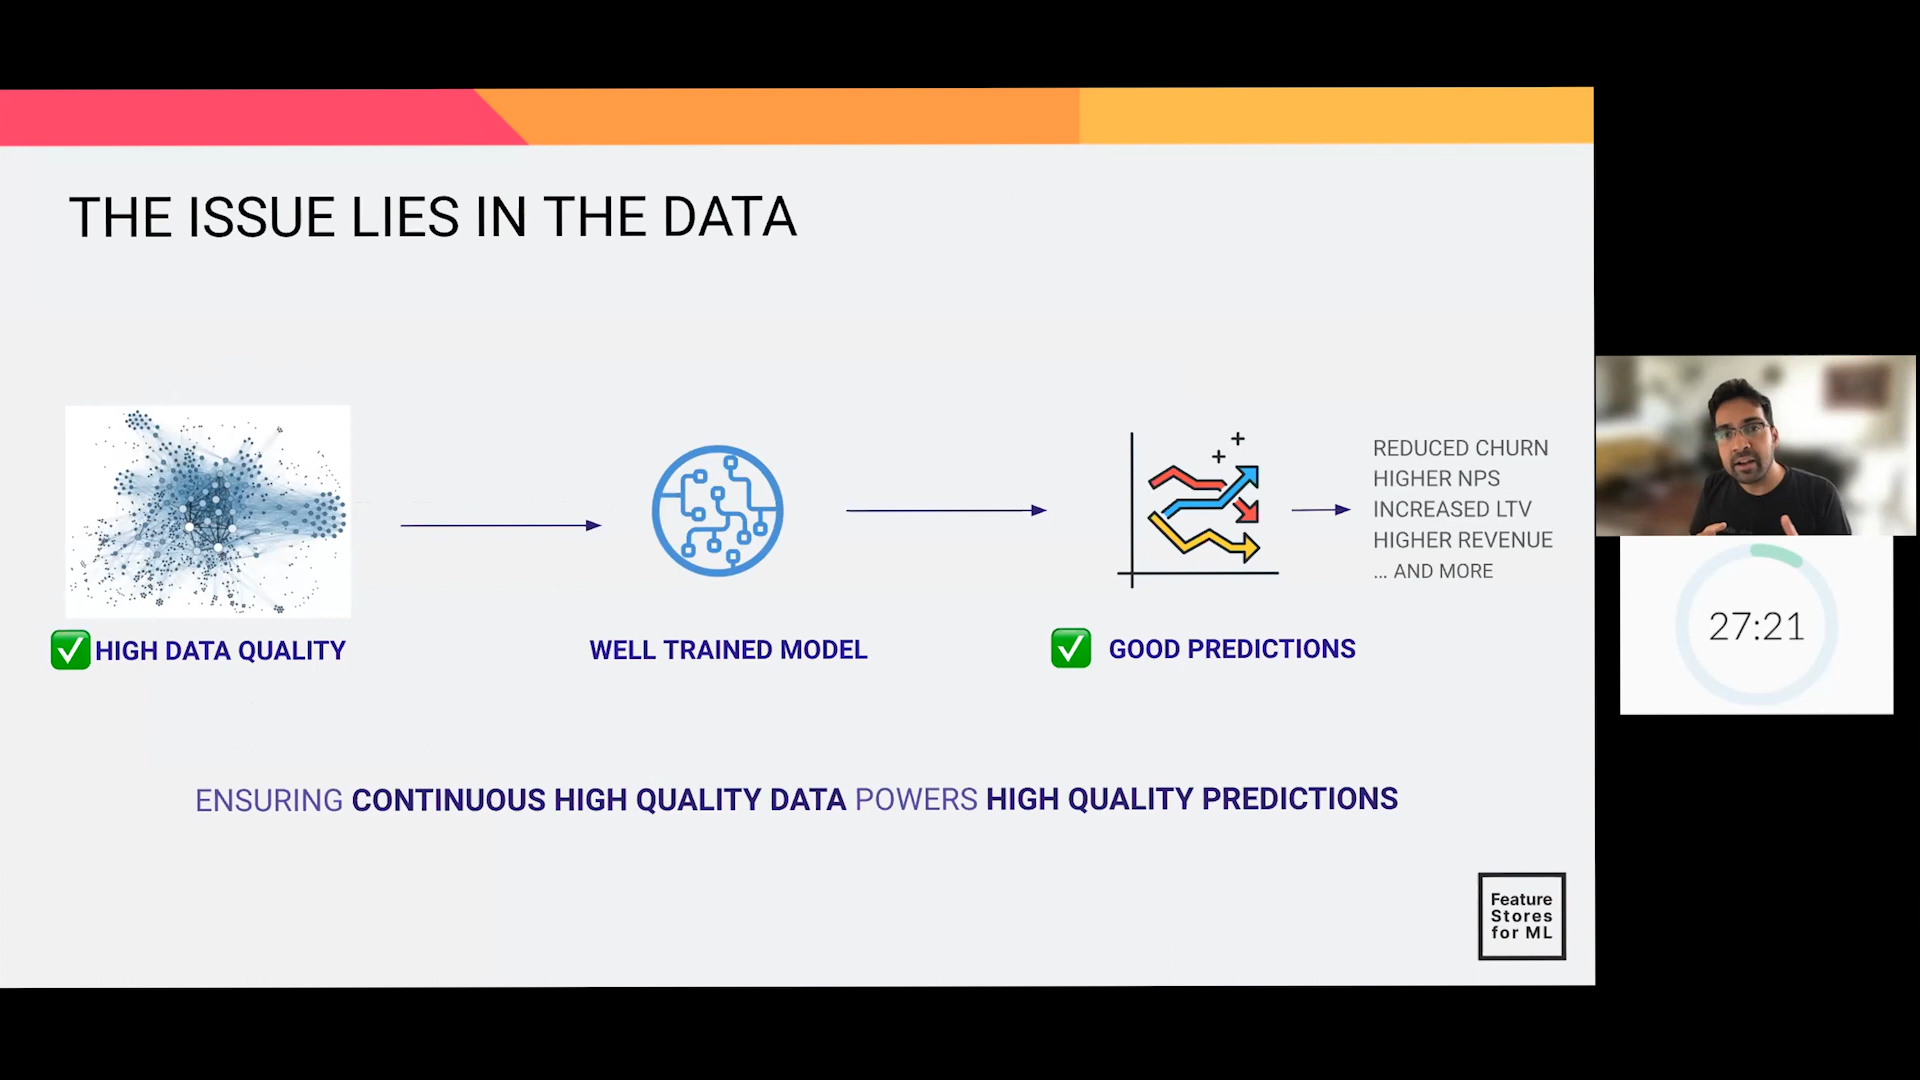 THE ISSUE LIES IN THE DATA
REDUCED CHURN
HIGHER NPS
INCREASED LTV
HIGHER REVENUE
... AND MORE
HIGH DATA QUALITY
WELL TRAINED MODEL
GOOD PREDICTIONS
27:21
ENSURING CONTINUOUS HIGH QUALITY DATA POWERS HIGH QUALITY PREDICTIONS
Feature
Stores
for ML